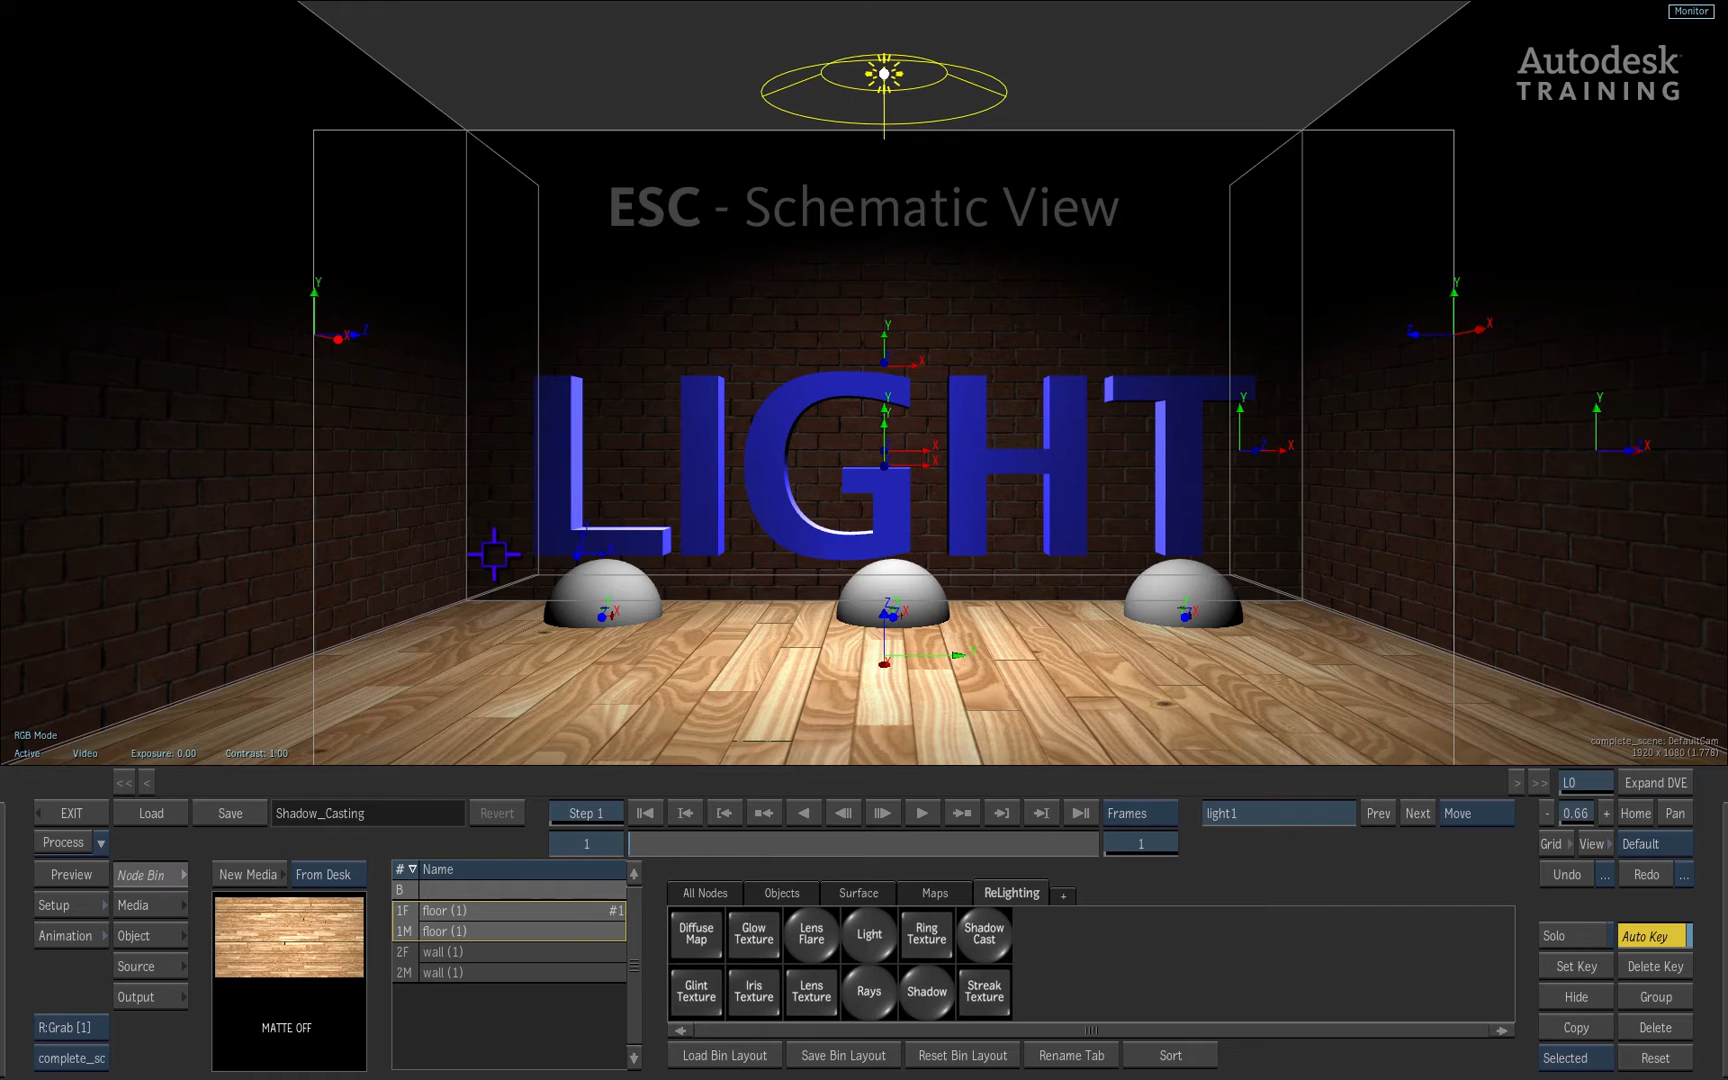 Monitor
Autodesk
TRAINING
ESC - Schematic View
LIGHT
RGB Mode
Active Video Exposure: 0.00 Contrast: 1.00
complete_scene: DefaultCam
1920 x 1080 (1.778)
<< < > >> L0 Expand DVE
EXIT Load Save Shadow_Casting Revert Step 1 Frames light1 Prev Next Move - 0.66 + Home Pan
Process 1 1 Grid View Default
Preview Node Bin New Media From Desk # Name Undo ... Redo ...
B
All Nodes Objects Surface Maps ReLighting +
Setup Media 1F floor (1) #1
Animation Object 1M floor (1)
2F wall (1)
Source 2M wall (1)
Output
Diffuse Map Glow Texture Lens Flare Light Ring Texture Shadow Cast
Glint Texture Iris Texture Lens Texture Rays Shadow Streak Texture
Solo Auto Key
Set Key Delete Key
Hide Group
R:Grab [1] MATTE OFF Copy Delete
complete_sc Load Bin Layout Save Bin Layout Reset Bin Layout Rename Tab Sort Selected Reset